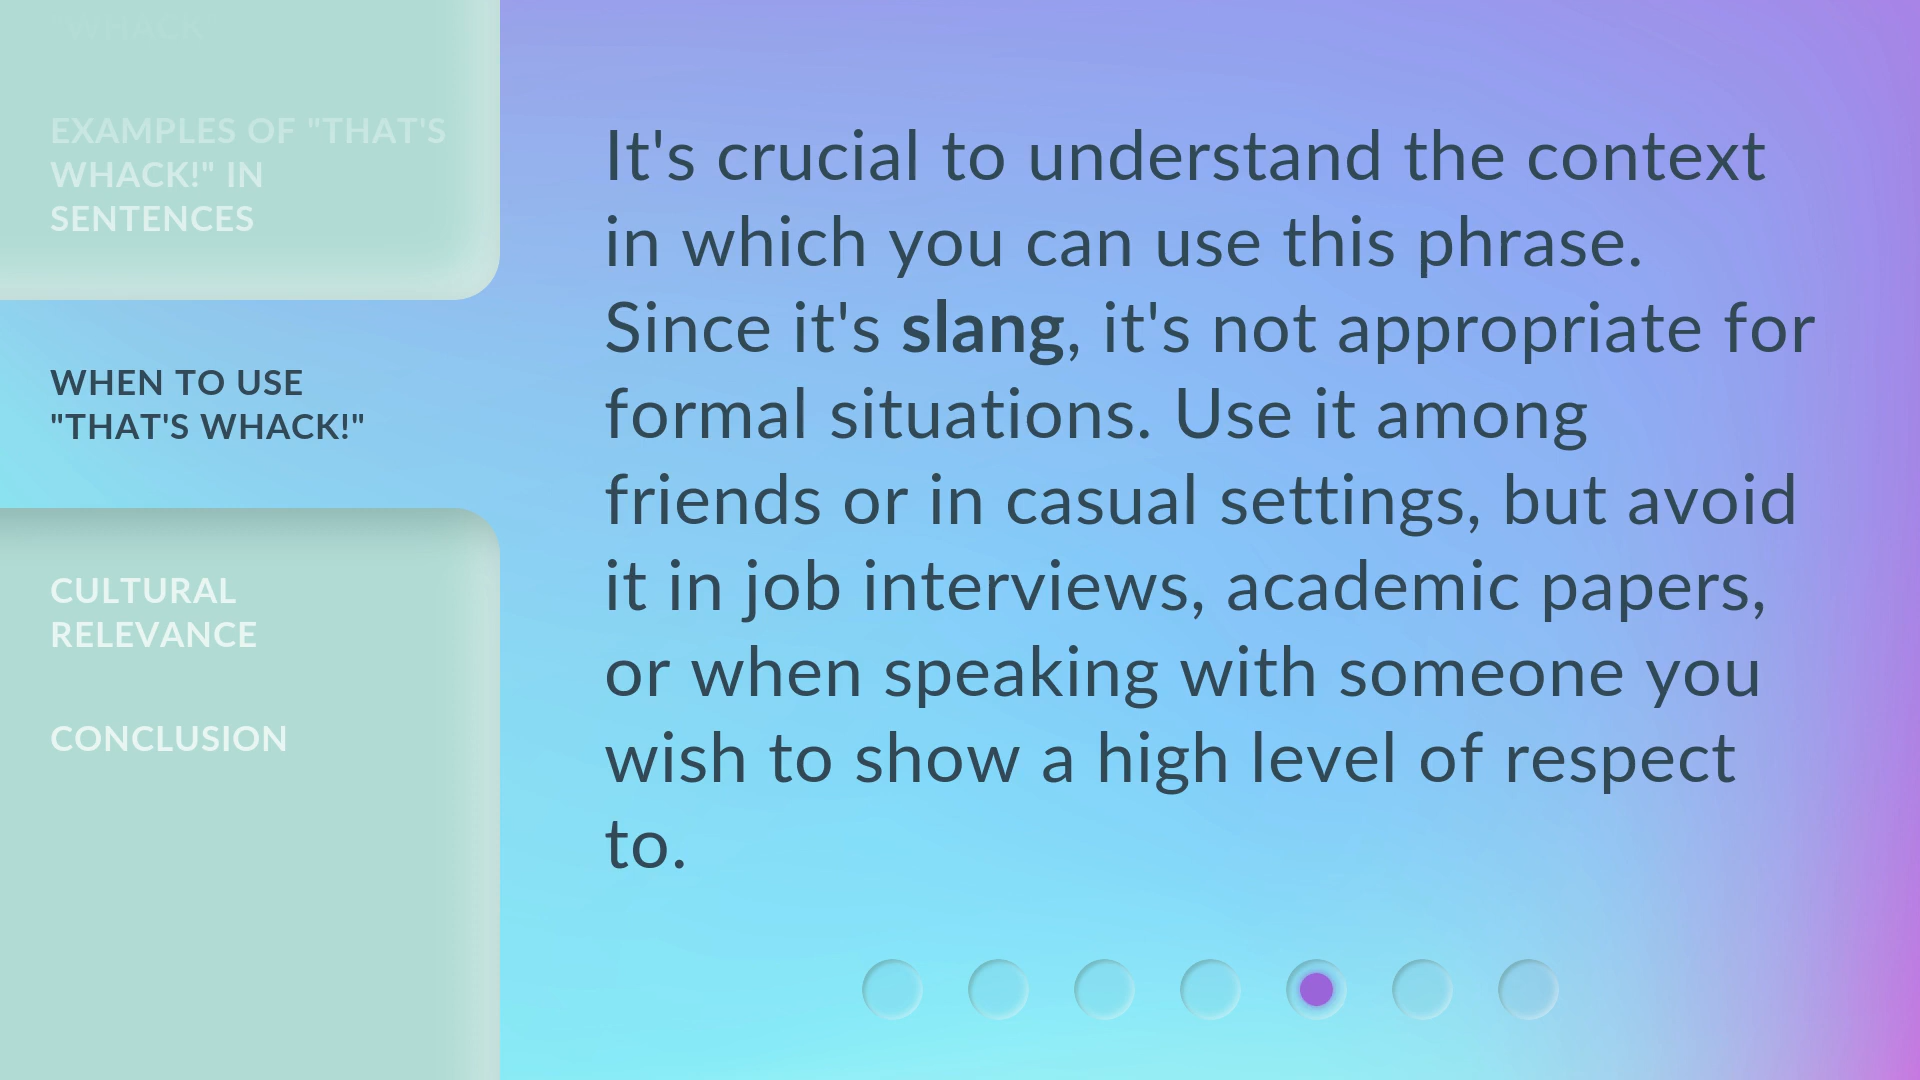 "WHACK"
EXAMPLES OF "THAT'S
WHACK!" IN
SENTENCES
WHEN TO USE
"THAT'S WHACK!"
CULTURAL
RELEVANCE
CONCLUSION
It's crucial to understand the context
in which you can use this phrase.
Since it's slang, it's not appropriate for
formal situations. Use it among
friends or in casual settings, but avoid
it in job interviews, academic papers,
or when speaking with someone you
wish to show a high level of respect
to.